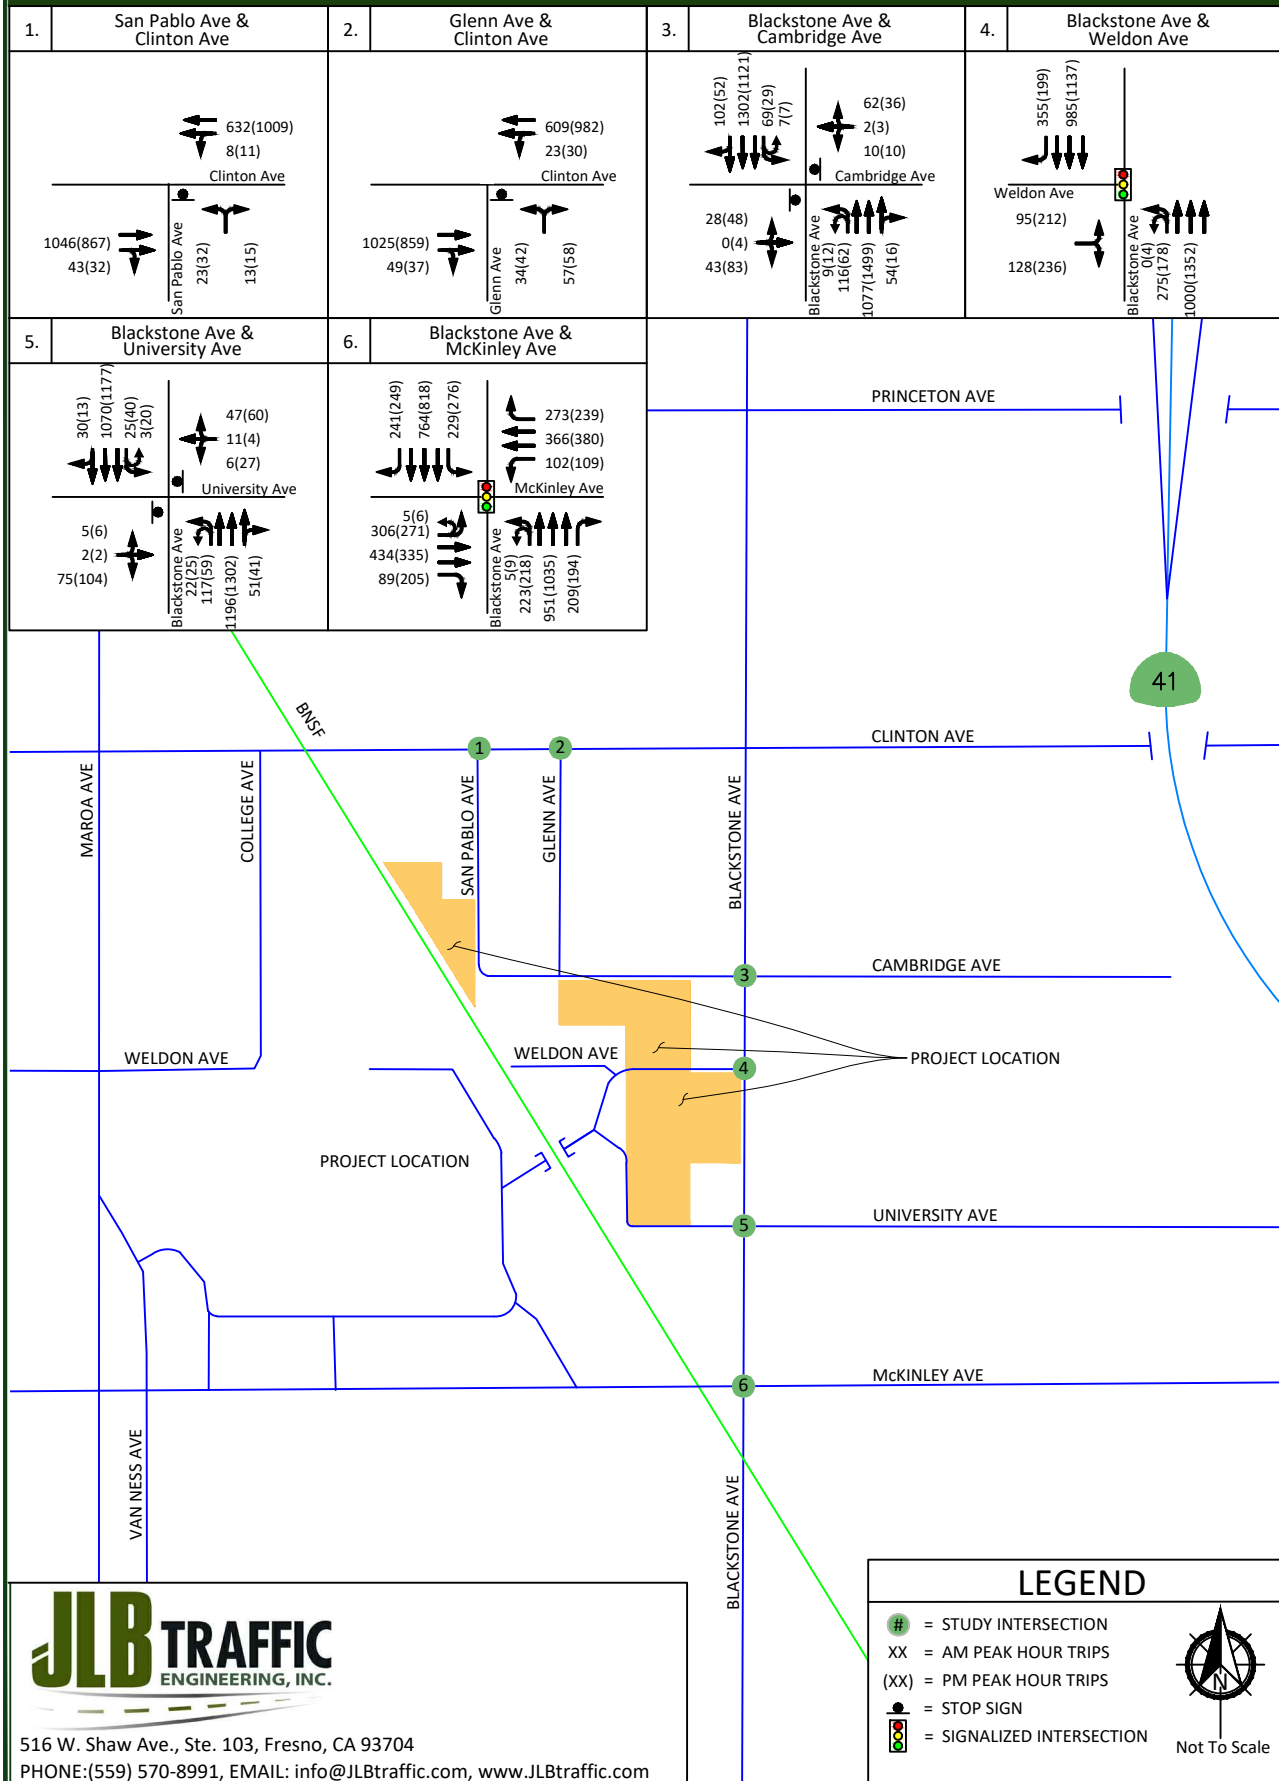 1.
San Pablo Ave &
Clinton Ave
632(1009)
8(11)
Clinton Ave
1046(867)
43(32)
San Pablo Ave
23(32)
13(15)
2.
Glenn Ave &
Clinton Ave
609(982)
23(30)
Clinton Ave
1025(859)
49(37)
Glenn Ave
34(42)
57(58)
3.
Blackstone Ave &
Cambridge Ave
102(52)
1302(1121)
69(29)
7(7)
62(36)
2(3)
10(10)
Cambridge Ave
28(48)
0(4)
43(83)
Blackstone Ave
9(12)
116(62)
1077(1499)
54(16)
4.
Blackstone Ave &
Weldon Ave
355(199)
985(1137)
Weldon Ave
95(212)
128(236)
Blackstone Ave
0(4)
275(178)
1000(1352)
5.
Blackstone Ave &
University Ave
30(13)
1070(1177)
25(40)
3(20)
47(60)
11(4)
6(27)
University Ave
5(6)
2(2)
75(104)
Blackstone Ave
22(25)
117(59)
1196(1302)
51(41)
6.
Blackstone Ave &
McKinley Ave
241(249)
764(818)
229(276)
273(239)
366(380)
102(109)
McKinley Ave
5(6)
306(271)
434(335)
89(205)
Blackstone Ave
5(9)
223(218)
951(1035)
209(194)
PRINCETON AVE
41
BNSF
1
2
CLINTON AVE
MAROA AVE
COLLEGE AVE
SAN PABLO AVE
GLENN AVE
BLACKSTONE AVE
3
CAMBRIDGE AVE
WELDON AVE
WELDON AVE
4
PROJECT LOCATION
PROJECT LOCATION
5
UNIVERSITY AVE
6
McKINLEY AVE
VAN NESS AVE
BLACKSTONE AVE
JLB TRAFFIC
ENGINEERING, INC.
516 W. Shaw Ave., Ste. 103, Fresno, CA 93704
PHONE:(559) 570-8991, EMAIL: info@JLBtraffic.com, www.JLBtraffic.com
LEGEND
# = STUDY INTERSECTION
XX = AM PEAK HOUR TRIPS
(XX) = PM PEAK HOUR TRIPS
= STOP SIGN
= SIGNALIZED INTERSECTION
N
Not To Scale